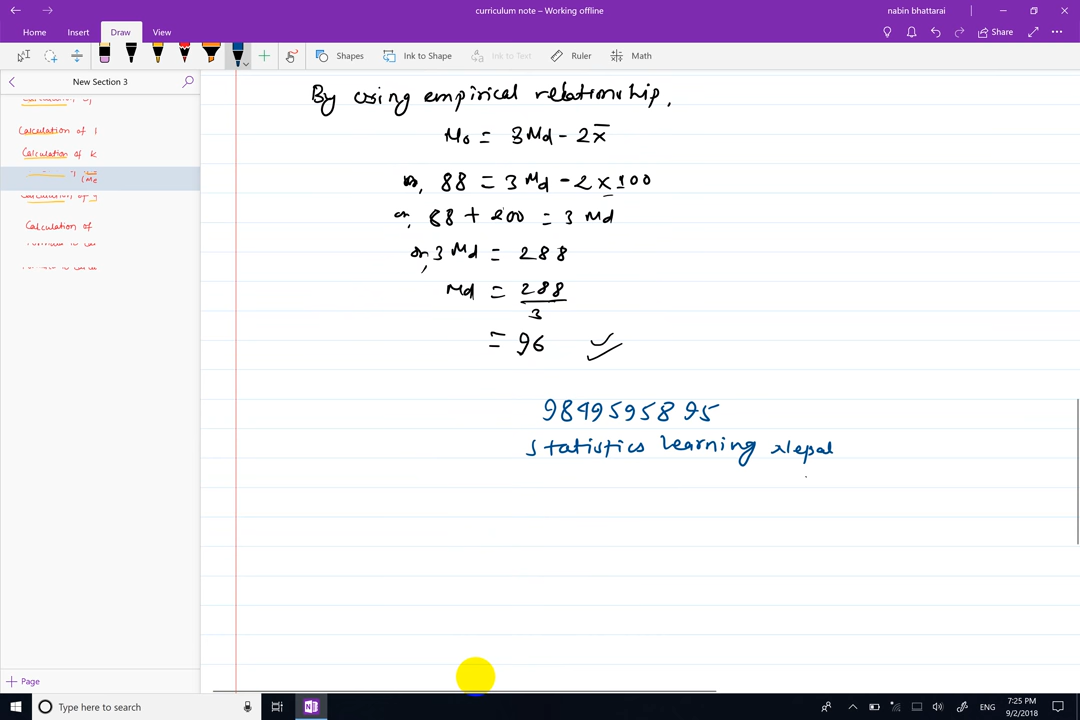 curriculum note – Working offline
nabin bhattarai
Home Insert Draw View
Share
Shapes Ink to Shape Ink to Text Ruler Math
New Section 3
Calculation of
Calculation of k
(Me
Calculation of
Calculation of
By using empirical relationship,
Mo = 3Md - 2x̄
or, 88 = 3Md - 2 x 100
or, 88 + 200 = 3 Md
or, 3 Md = 288
Md = 288/3
= 96
9849595895
Statistics learning Nepal
Page
Type here to search
ENG
7:25 PM
9/2/2018